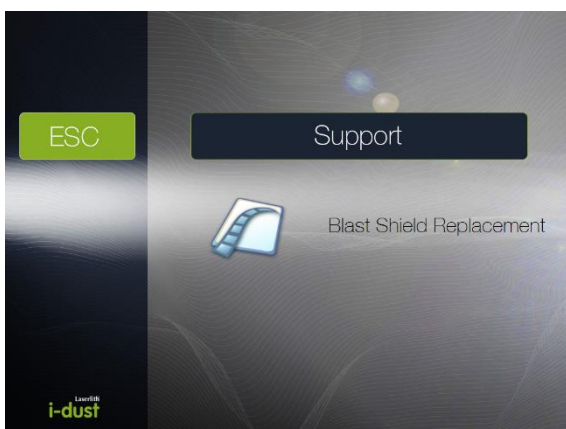 ESC
Support
Blast Shield Replacement
Laserlith
i-dust